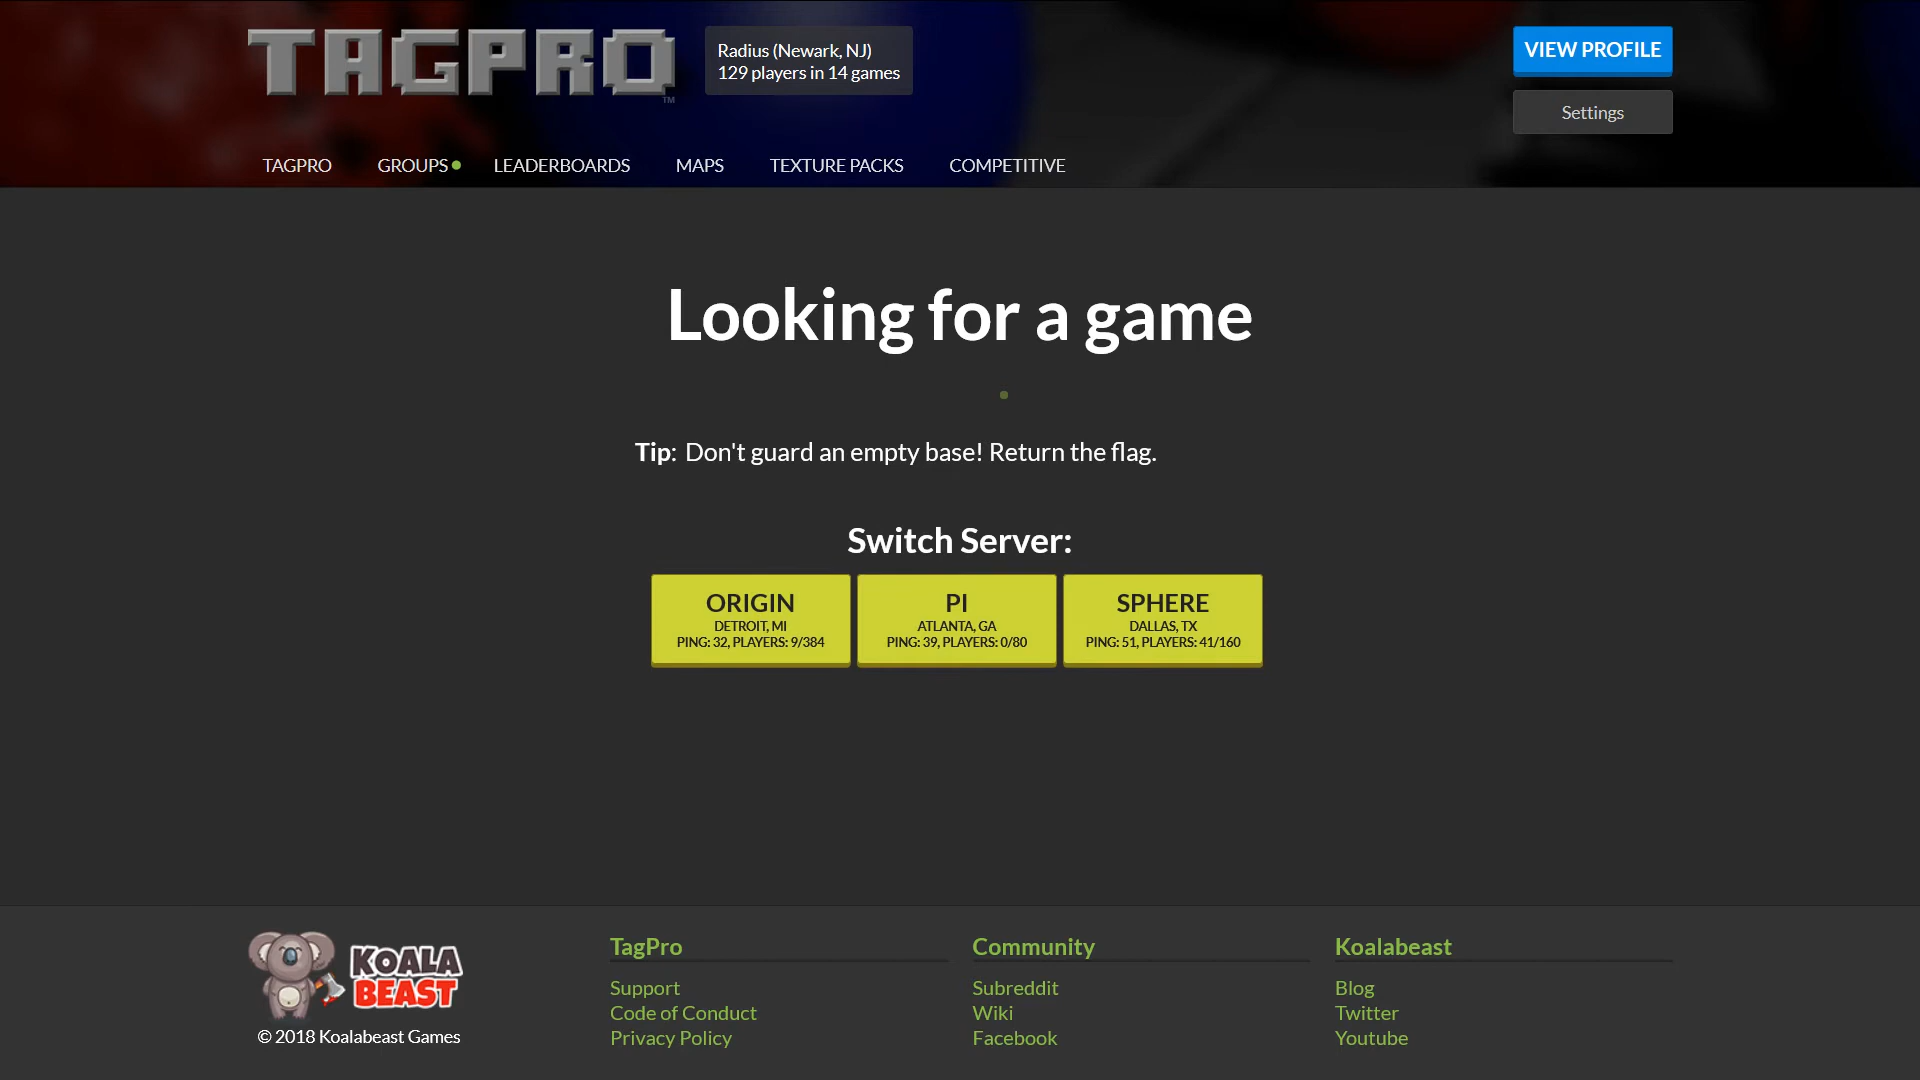 TAGPRO
TM
Radius (Newark, NJ)
129 players in 14 games
VIEW PROFILE
Settings
TAGPRO
GROUPS
LEADERBOARDS
MAPS
TEXTURE PACKS
COMPETITIVE
Looking for a game
Tip: Don't guard an empty base! Return the flag.
Switch Server:
ORIGIN
DETROIT, MI
PING: 32, PLAYERS: 9/384
PI
ATLANTA, GA
PING: 39, PLAYERS: 0/80
SPHERE
DALLAS, TX
PING: 51, PLAYERS: 41/160
KOALA
BEAST
© 2018 Koalabeast Games
TagPro
Support
Code of Conduct
Privacy Policy
Community
Subreddit
Wiki
Facebook
Koalabeast
Blog
Twitter
Youtube